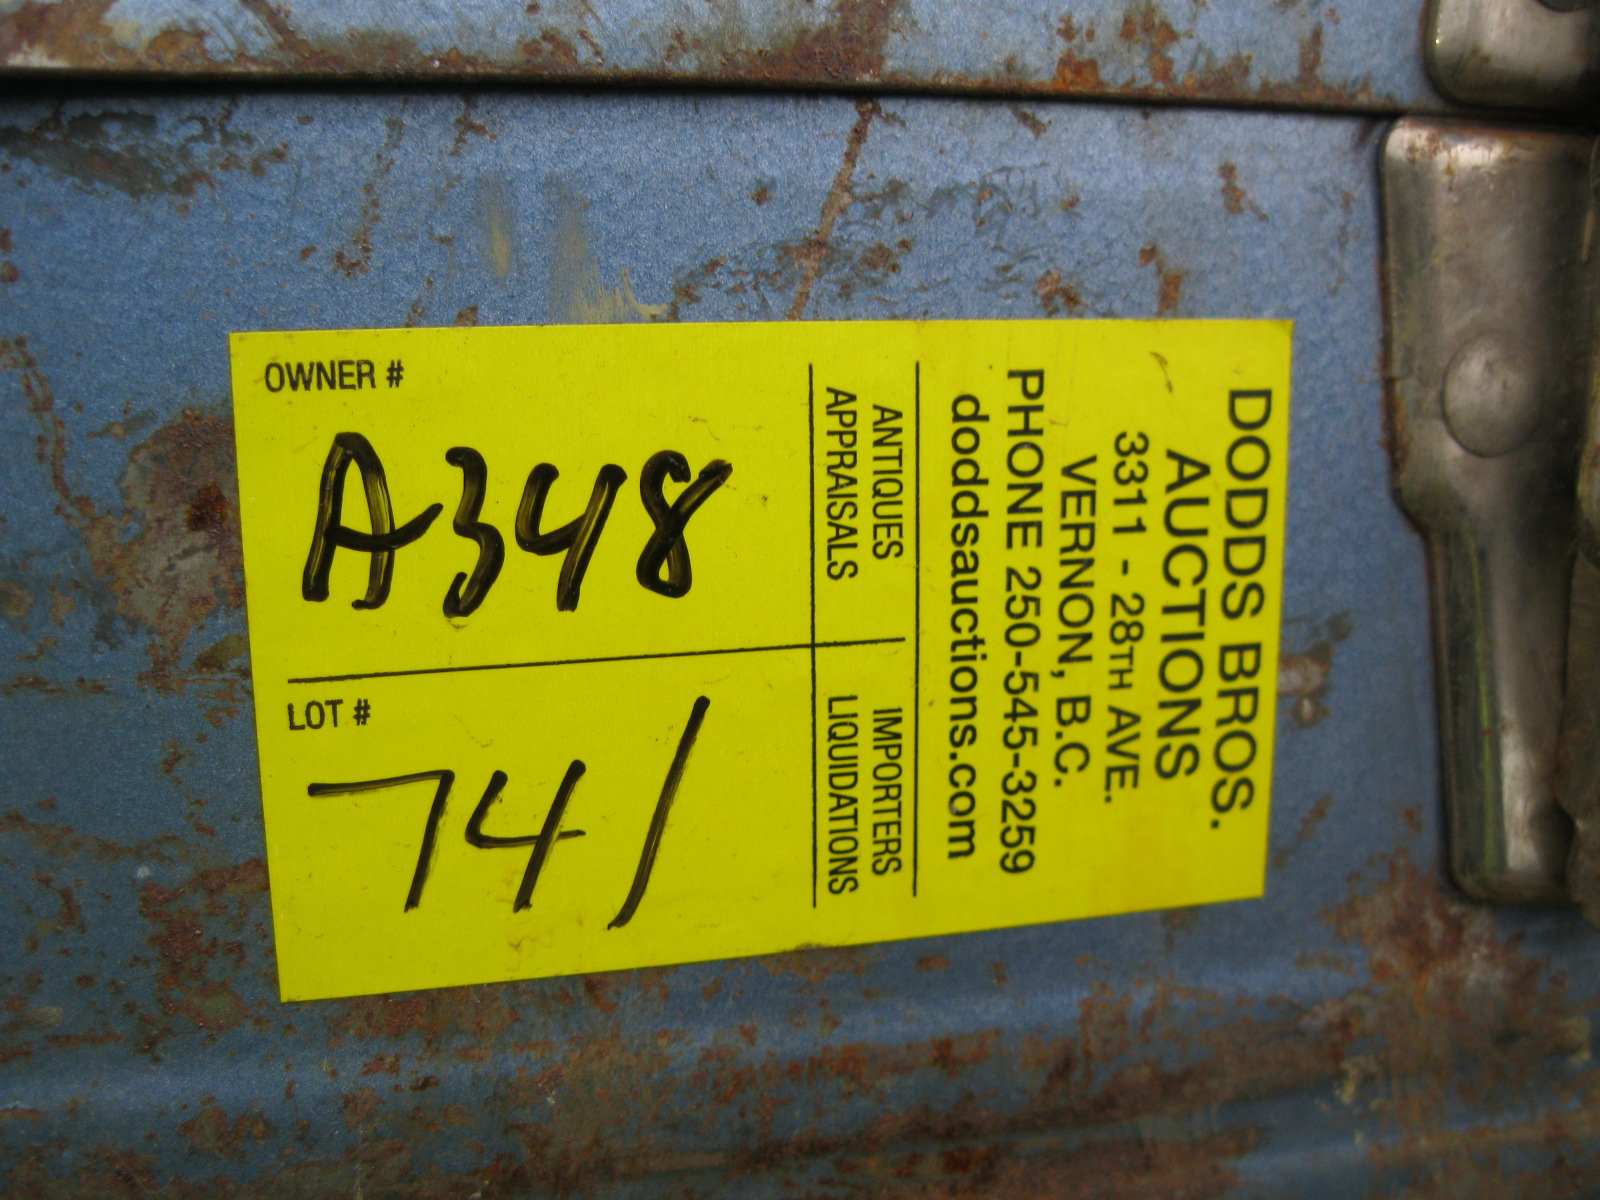 DODDS BROS.
AUCTIONS
3311 - 28TH AVE.
VERNON, B.C.
PHONE 250-545-3259
doddsauctions.com
ANTIQUES
APPRAISALS
IMPORTERS
LIQUIDATIONS
OWNER #
A348
LOT #
741